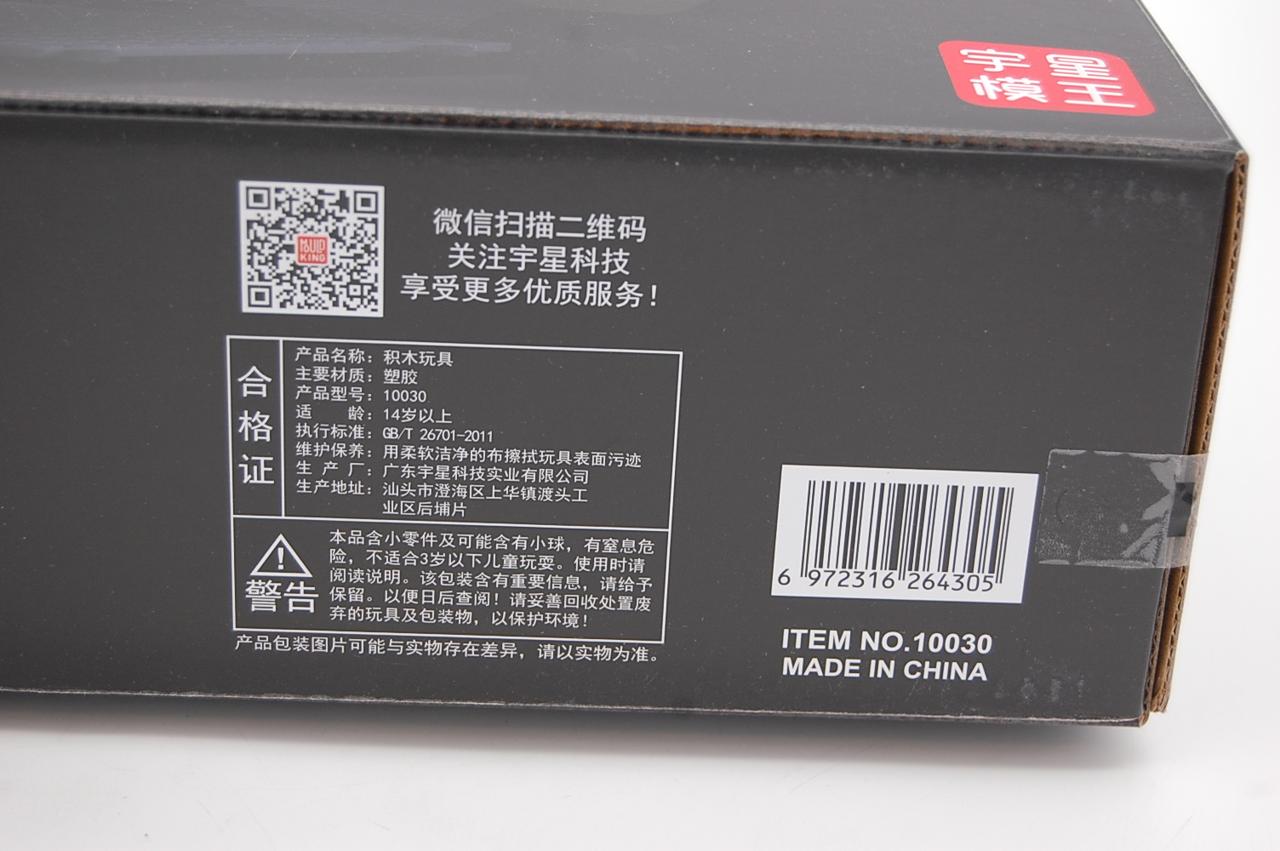 宇星
模王
MOULD
KING
微信扫描二维码
关注宇星科技
享受更多优质服务！
合格证
产品名称：积木玩具
主要材质：塑胶
产品型号：10030
适 龄：14岁以上
执行标准：GB/T 26701-2011
维护保养：用柔软洁净的布擦拭玩具表面污迹
生 产 厂：广东宇星科技实业有限公司
生产地址：汕头市澄海区上华镇渡头工
业区后埔片
警告
本品含小零件及可能含有小球，有窒息危
险，不适合3岁以下儿童玩耍。使用时请
阅读说明。该包装含有重要信息，请给予
保留。以便日后查阅！请妥善回收处置废
弃的玩具及包装物，以保护环境！
产品包装图片可能与实物存在差异，请以实物为准。
6 972316 264305
ITEM NO.10030
MADE IN CHINA